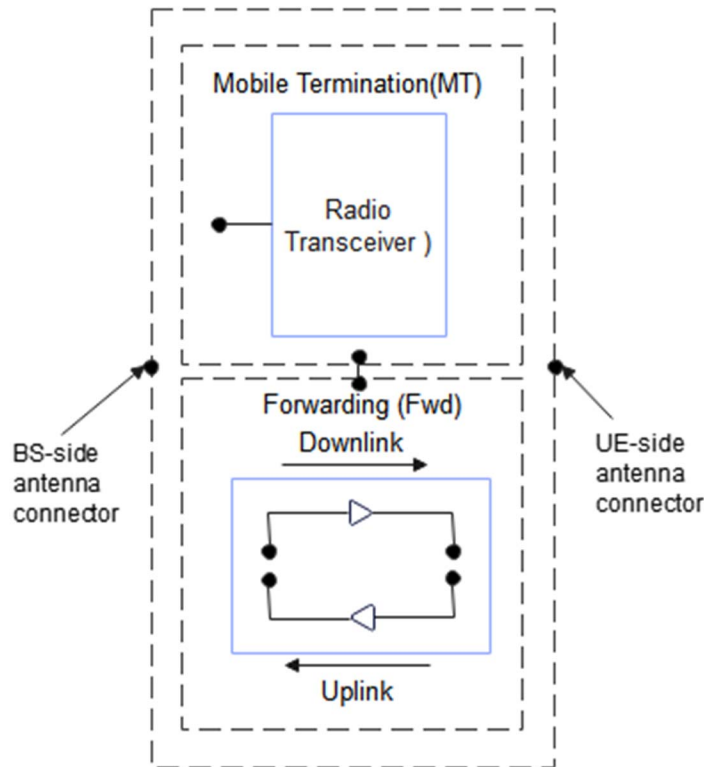 Mobile Termination(MT)
Radio
Transceiver )
Forwarding (Fwd)
Downlink
BS-side
antenna
connector
UE-side
antenna
connector
Uplink